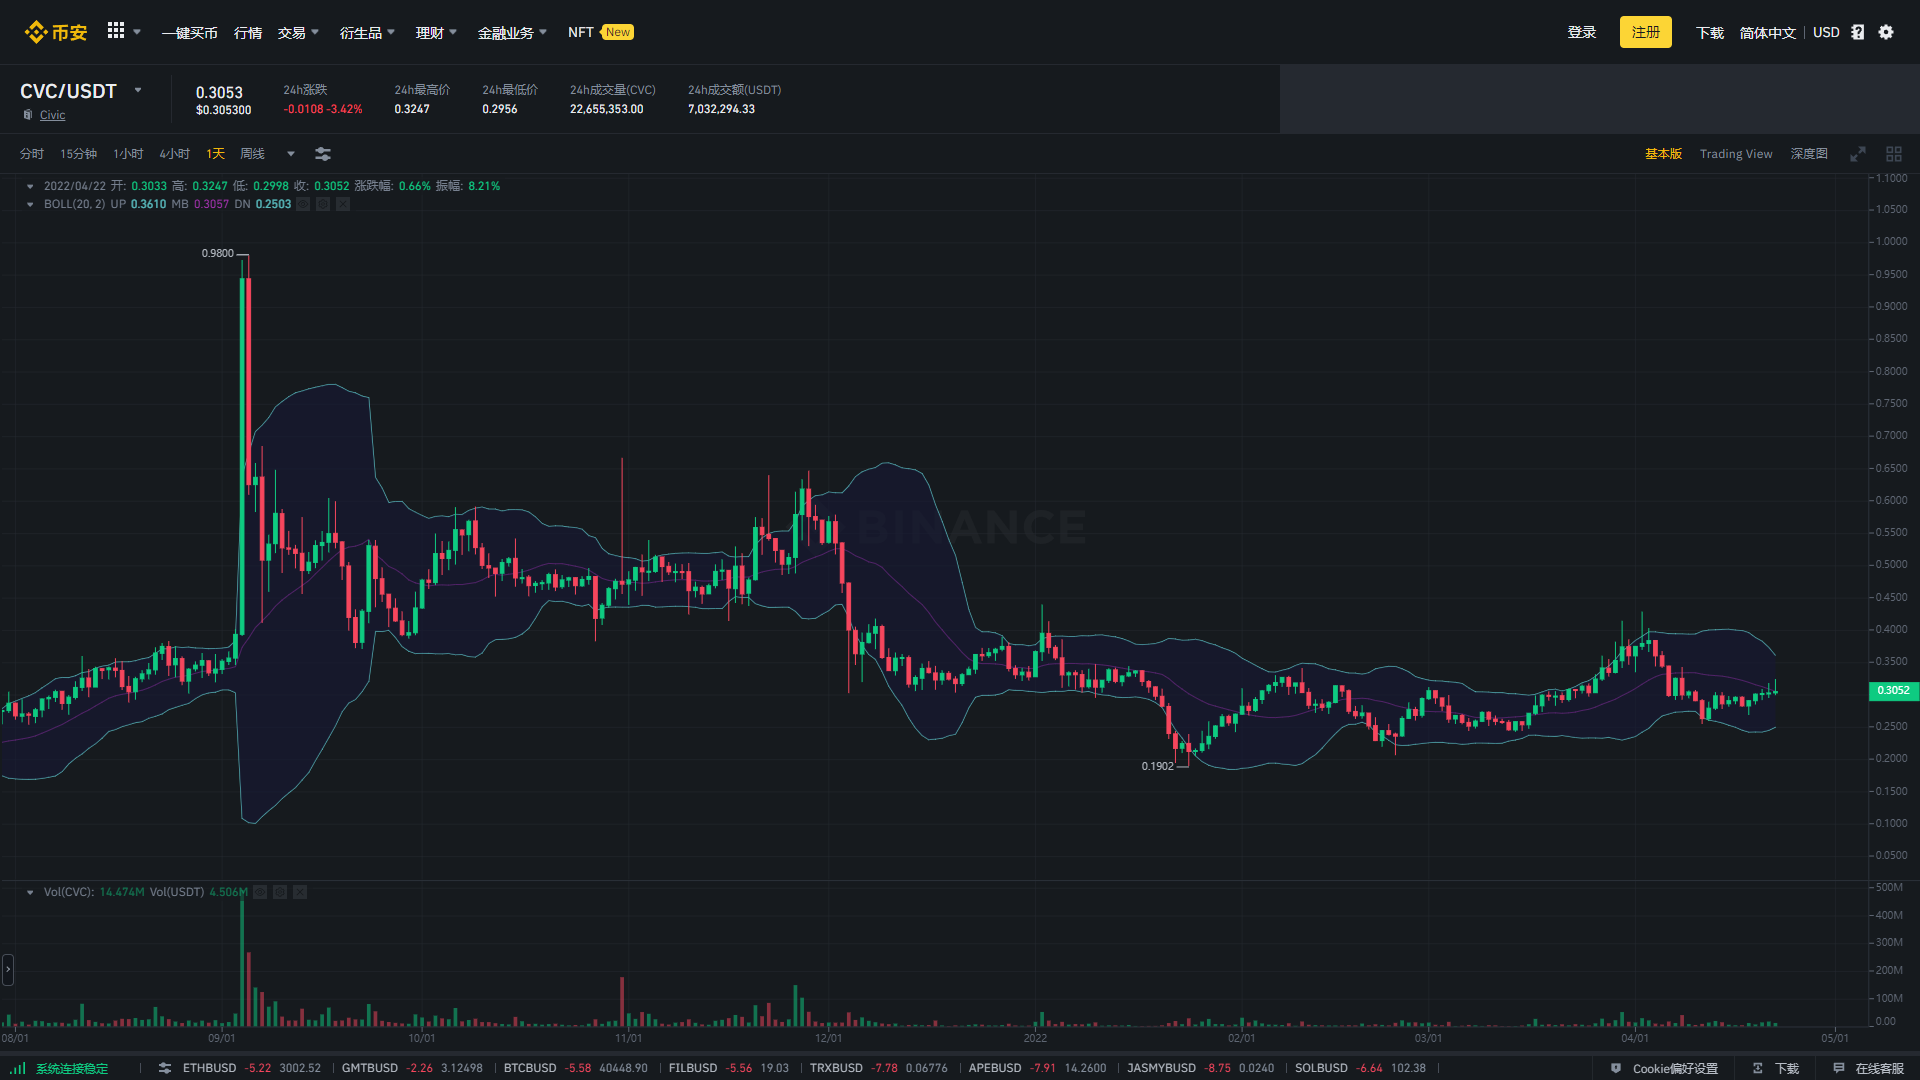 币安 一键买币 行情 交易 衍生品 理财 金融业务 NFT New 登录 注册 下载 简体中文 USD
CVC/USDT
Civic
0.3053
$0.305300
24h涨跌
-0.0108 -3.42%
24h最高价
0.3247
24h最低价
0.2956
24h成交量(CVC)
22,655,353.00
24h成交额(USDT)
7,032,294.33
分时 15分钟 1小时 4小时 1天 周线 基本版 Trading View 深度图
2022/04/22 开: 0.3033 高: 0.3247 低: 0.2998 收: 0.3052 涨跌幅: 0.66% 振幅: 8.21%
BOLL(20, 2) UP 0.3610 MB 0.3057 DN 0.2503
0.9800
BINANCE
0.1902
1.1000
1.0500
1.0000
0.9500
0.9000
0.8500
0.8000
0.7500
0.7000
0.6500
0.6000
0.5500
0.5000
0.4500
0.4000
0.3500
0.3052
0.2500
0.2000
0.1500
0.1000
0.0500
Vol(CVC): 14.474M Vol(USDT) 4.506M
500M
400M
300M
200M
100M
0.00
08/01 09/01 10/01 11/01 12/01 2022 02/01 03/01 04/01 05/01
系统连接稳定 ETHBUSD -5.22 3002.52 GMTBUSD -2.26 3.12498 BTCBUSD -5.58 40448.90 FILBUSD -5.56 19.03 TRXBUSD -7.78 0.06776 APEBUSD -7.91 14.2600 JASMYBUSD -8.75 0.0240 SOLBUSD -6.64 102.38 Cookie偏好设置 下载 在线客服